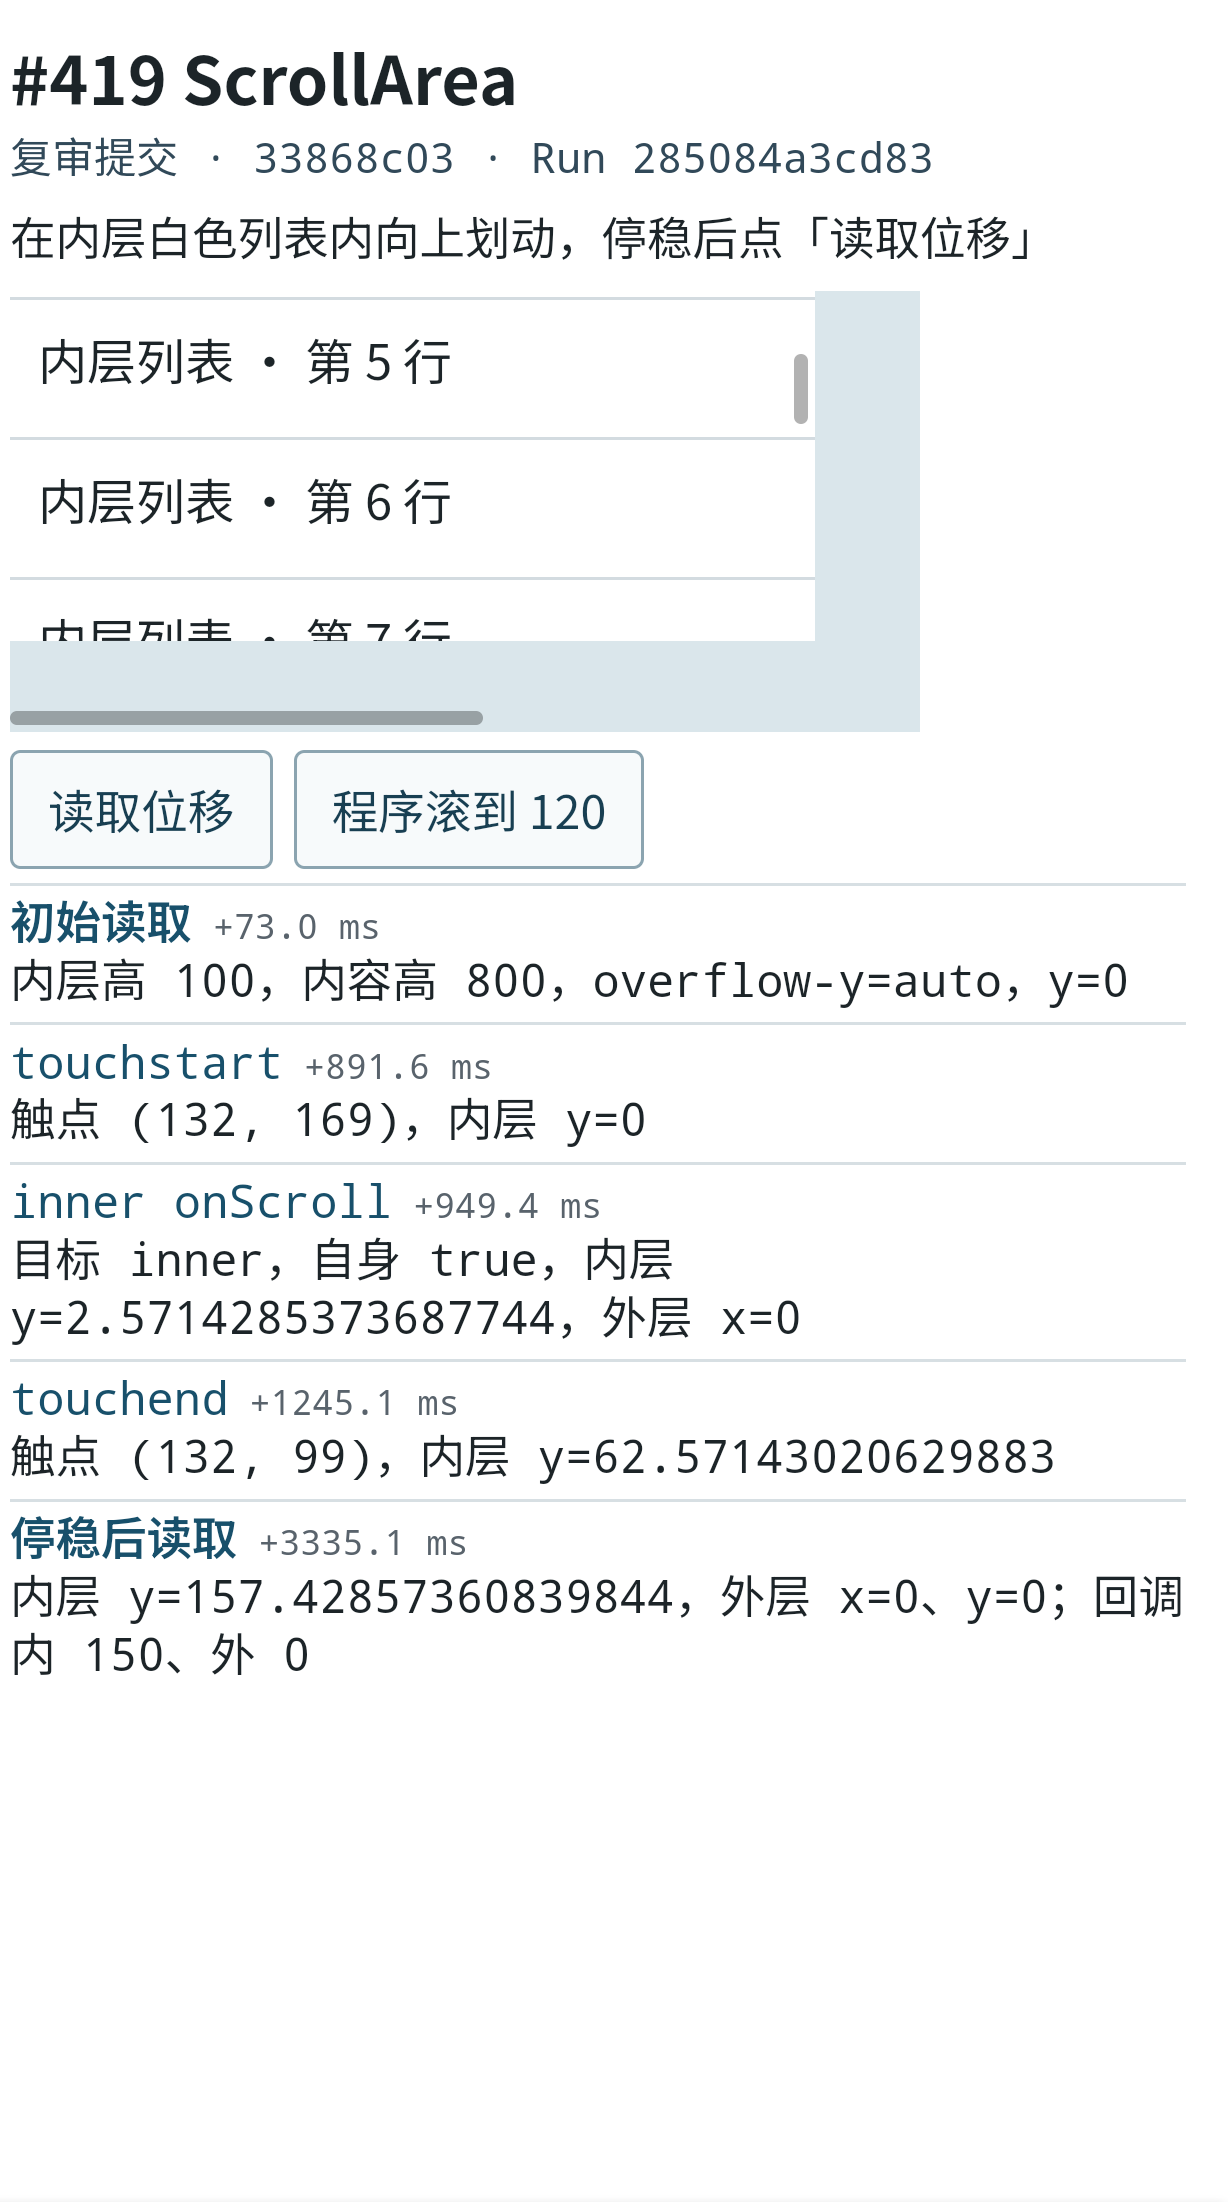 #419 ScrollArea
复审提交 · 33868c03 · Run 285084a3cd83
在内层白色列表内向上划动，停稳后点「读取位移」
内层列表 · 第 5 行
内层列表 · 第 6 行
内层列表 · 第 7 行
读取位移
程序滚到 120
初始读取 +73.0 ms
内层高 100，内容高 800，overflow-y=auto，y=0
touchstart +891.6 ms
触点 (132, 169)，内层 y=0
inner onScroll +949.4 ms
目标 inner，自身 true，内层
y=2.5714285373687744，外层 x=0
touchend +1245.1 ms
触点 (132, 99)，内层 y=62.57143020629883
停稳后读取 +3335.1 ms
内层 y=157.42857360839844，外层 x=0、y=0；回调
内 150、外 0